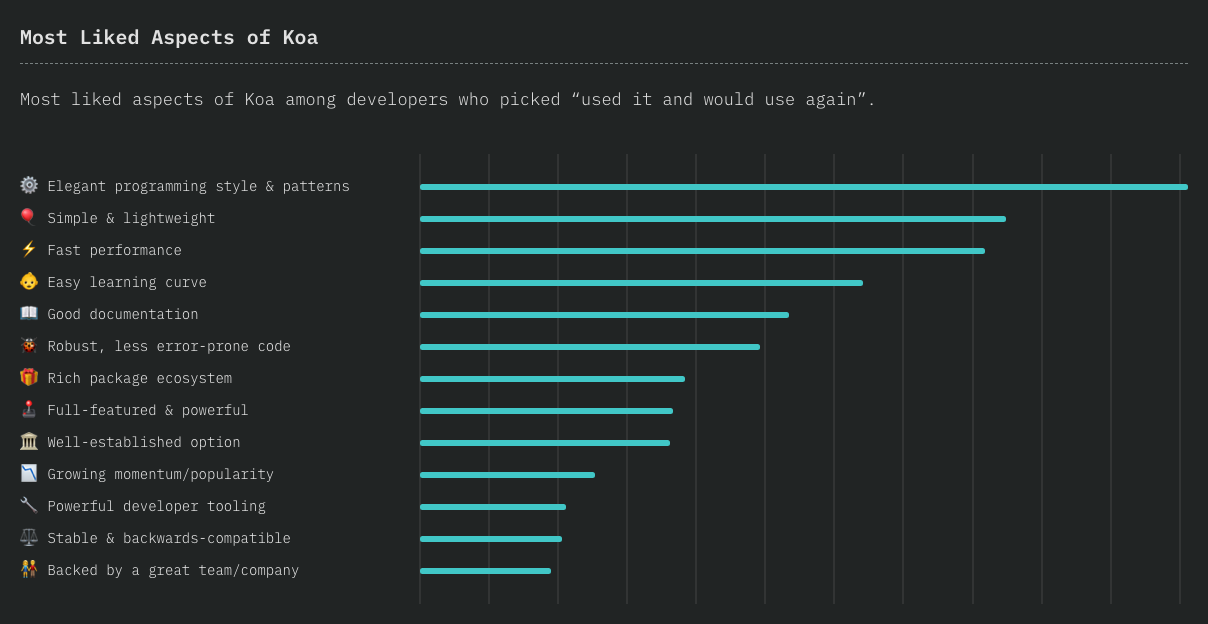 Most Liked Aspects of Koa
Most liked aspects of Koa among developers who picked “used it and would use again”.
Elegant programming style & patterns
Simple & lightweight
Fast performance
Easy learning curve
Good documentation
Robust, less error-prone code
Rich package ecosystem
Full-featured & powerful
Well-established option
Growing momentum/popularity
Powerful developer tooling
Stable & backwards-compatible
Backed by a great team/company